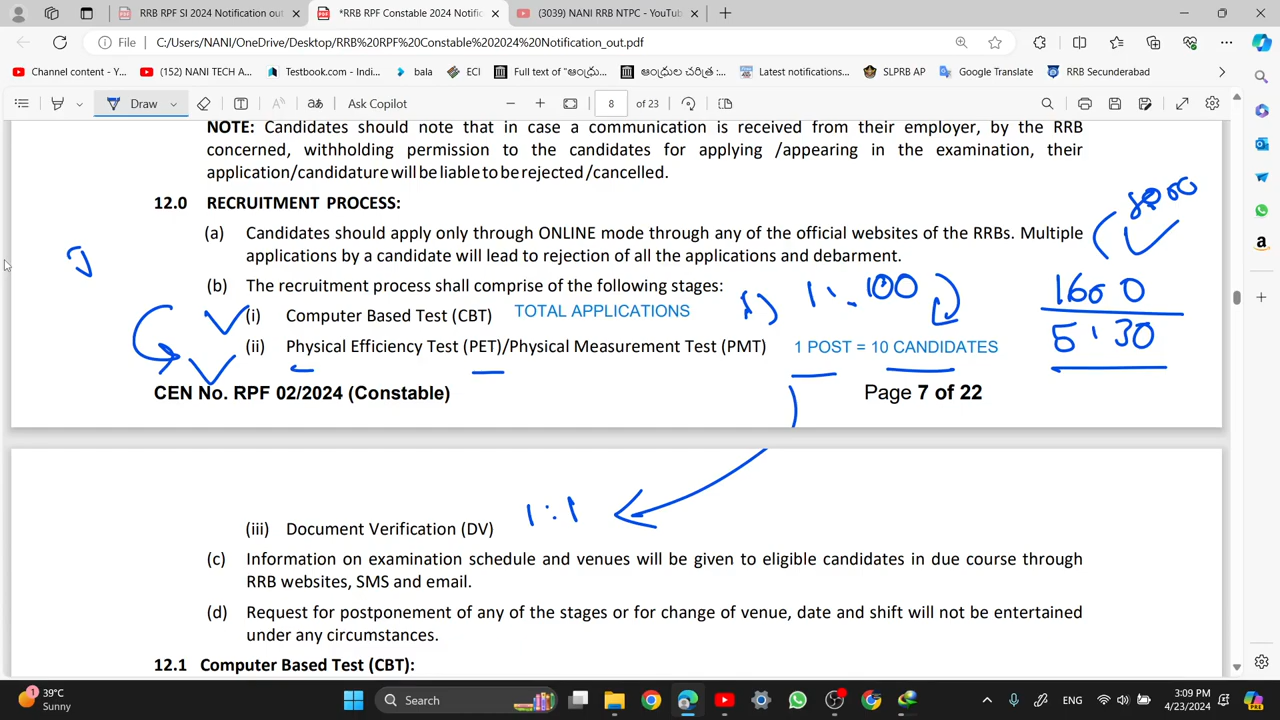 RRB RPF SI 2024 Notification out
*RRB RPF Constable 2024 Notific
(3039) NANI RRB NTPC - YouTube
File
C:/Users/NANI/OneDrive/Desktop/RRB%20RPF%20Constable%202024%20Notification_out.pdf
Channel content - Y...
(152) NANI TECH A...
Testbook.com - Indi...
bala
ECI
Full text of "ఆంధ్రు...
ఆంధ్రుల చరిత్ర :...
Latest notifications...
SLPRB AP
Google Translate
RRB Secunderabad
Draw
Ask Copilot
8 of 23
NOTE: Candidates should note that in case a communication is received from their employer, by the RRB
concerned, withholding permission to the candidates for applying /appearing in the examination, their
application/candidature will be liable to be rejected/cancelled.
12.0 RECRUITMENT PROCESS:
(a) Candidates should apply only through ONLINE mode through any of the official websites of the RRBs. Multiple
applications by a candidate will lead to rejection of all the applications and debarment.
(b) The recruitment process shall comprise of the following stages:
1:100
1600
(i) Computer Based Test (CBT) TOTAL APPLICATIONS
5'30
(ii) Physical Efficiency Test (PET)/Physical Measurement Test (PMT) 1 POST = 10 CANDIDATES
CEN No. RPF 02/2024 (Constable) Page 7 of 22
1:1
(iii) Document Verification (DV)
(c) Information on examination schedule and venues will be given to eligible candidates in due course through
RRB websites, SMS and email.
(d) Request for postponement of any of the stages or for change of venue, date and shift will not be entertained
under any circumstances.
12.1 Computer Based Test (CBT):
1
39°C
Sunny
Search
ENG
3:09 PM
4/23/2024